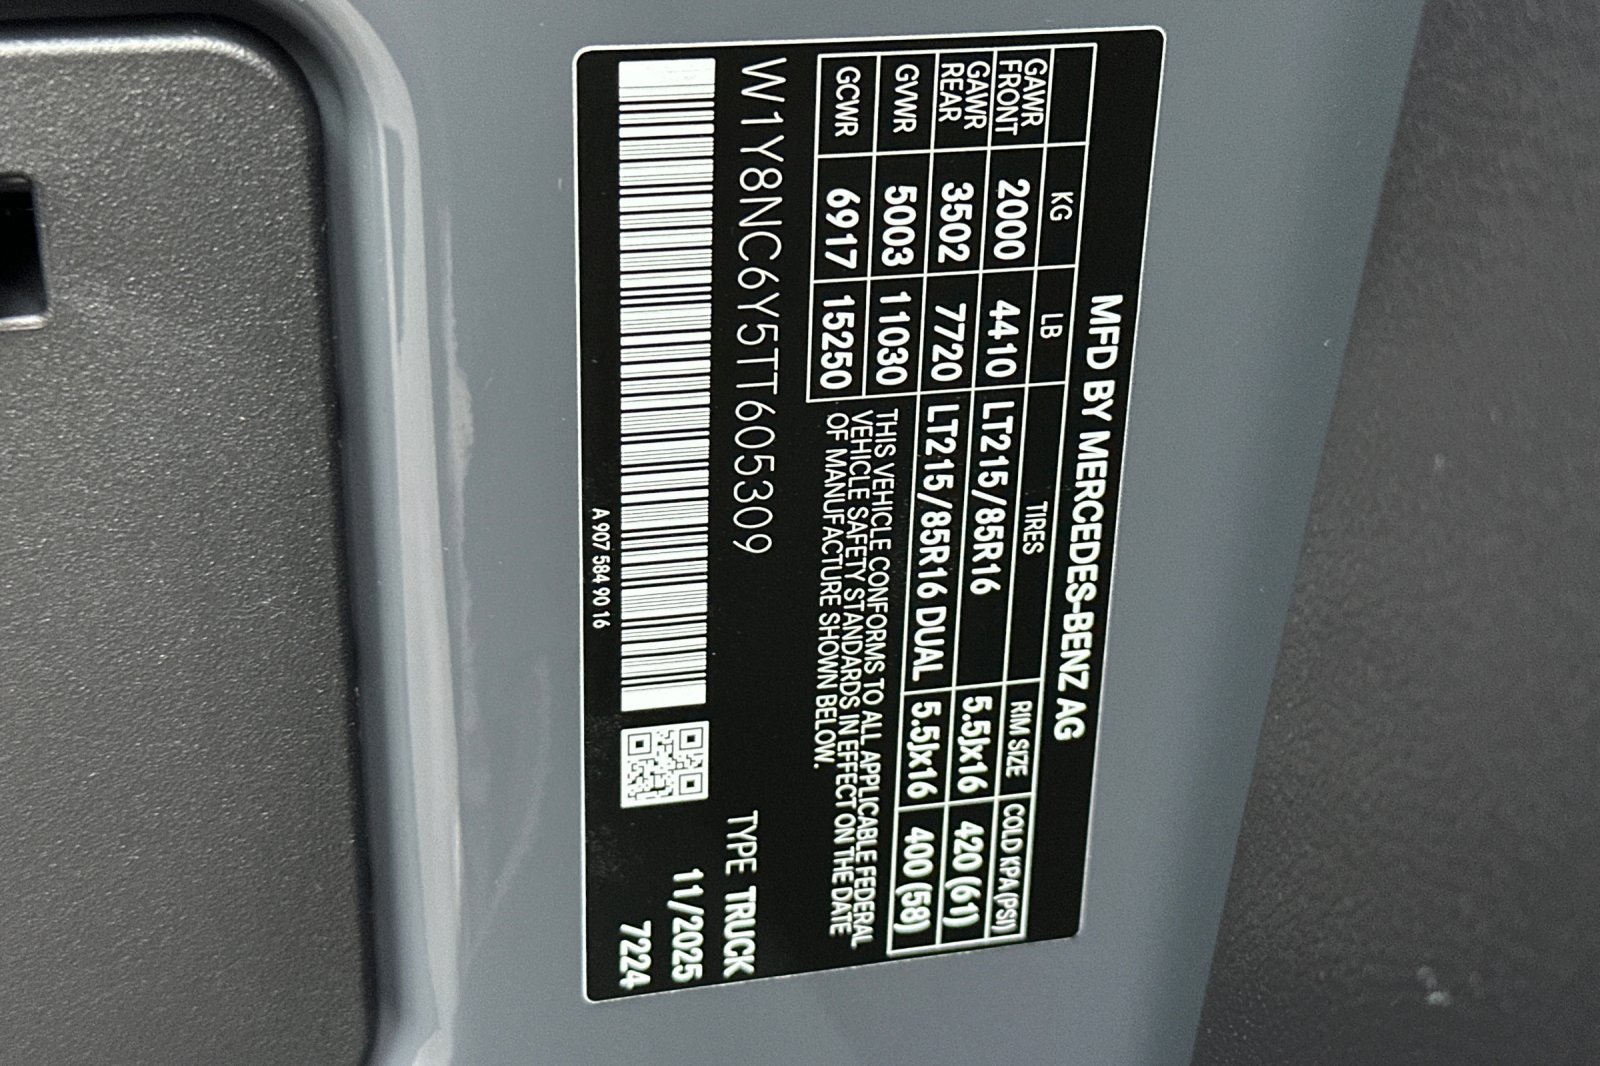 MFD BY MERCEDES-BENZ AG
KG LB TIRES RIM SIZE COLD KPA(PSI)
GAWR FRONT 2000 4410 LT215/85R16 5.5Jx16 420 (61)
GAWR REAR 3502 7720 LT215/85R16 DUAL 5.5Jx16 400 (58)
GVWR 5003 11030
GCWR 6917 15250
THIS VEHICLE CONFORMS TO ALL APPLICABLE FEDERAL
VEHICLE SAFETY STANDARDS IN EFFECT ON THE DATE
OF MANUFACTURE SHOWN BELOW.
W1Y8NC6Y5TT605309
TYPE TRUCK
11/2025
7224
A 907 584 90 16